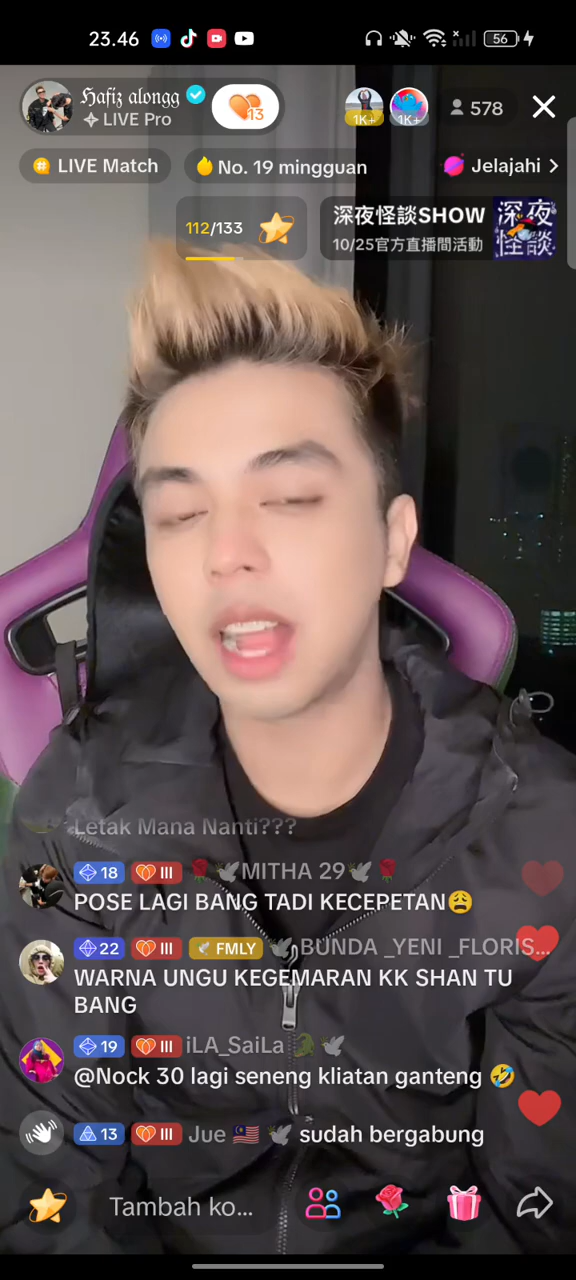 23.46
56
Hafiz alongg
LIVE Pro
13
1K+
1K+
578
LIVE Match
No. 19 mingguan
Jelajahi
112/133
深夜怪談SHOW
10/25官方直播間活動
深夜
怪談
Letak Mana Nanti???
18 III 🌹🕊MITHA 29🕊🌹
POSE LAGI BANG TADI KECEPETAN😩
22 III FMLY 🕊BUNDA _YENI _FLORIS...
WARNA UNGU KEGEMARAN KK SHAN TU
BANG
19 III iLA_SaiLa🐊🕊
@Nock 30 lagi seneng kliatan ganteng 🤣
13 III Jue 🇲🇾 🕊 sudah bergabung
Tambah ko...